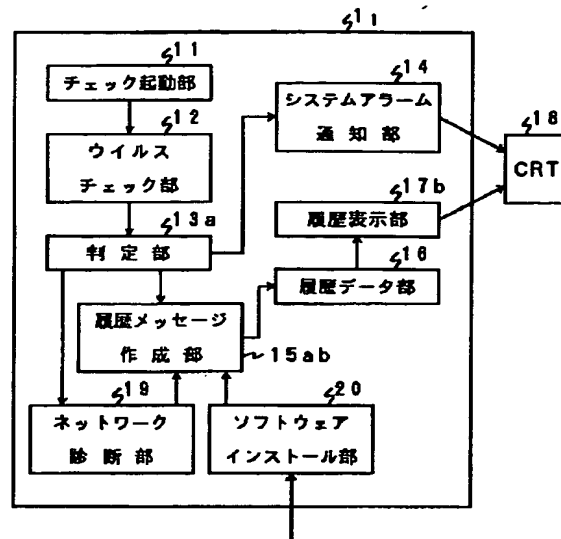 11
11
チェック起動部
14
システムアラーム
通知部
18
CRT
12
ウイルス
チェック部
17b
履歴表示部
13a
判定部
16
履歴データ部
履歴メッセージ
作成部
15ab
19
ネットワーク
診断部
20
ソフトウェア
インストール部